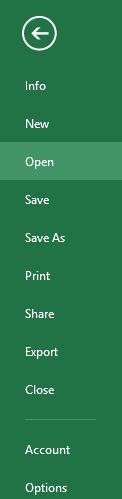 Info
New
Open
Save
Save As
Print
Share
Export
Close
Account
Options